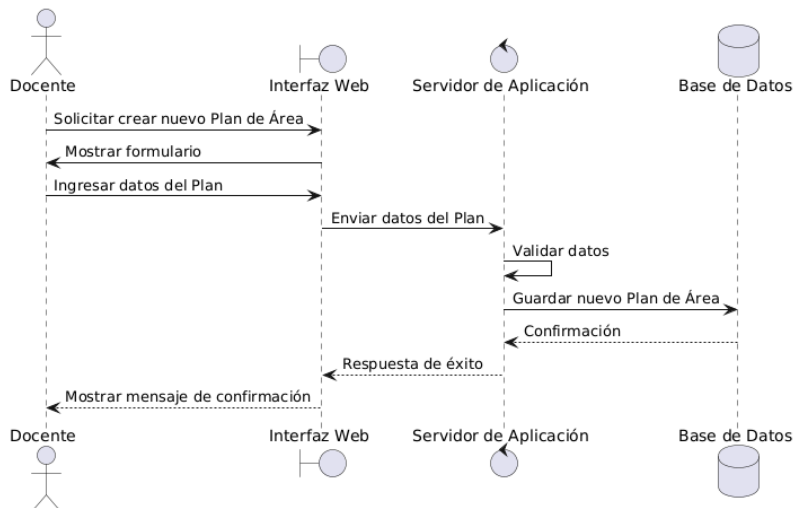 Docente
Interfaz Web
Servidor de Aplicación
Base de Datos
Solicitar crear nuevo Plan de Área
Mostrar formulario
Ingresar datos del Plan
Enviar datos del Plan
Validar datos
Guardar nuevo Plan de Área
Confirmación
Respuesta de éxito
Mostrar mensaje de confirmación
Docente
Interfaz Web
Servidor de Aplicación
Base de Datos